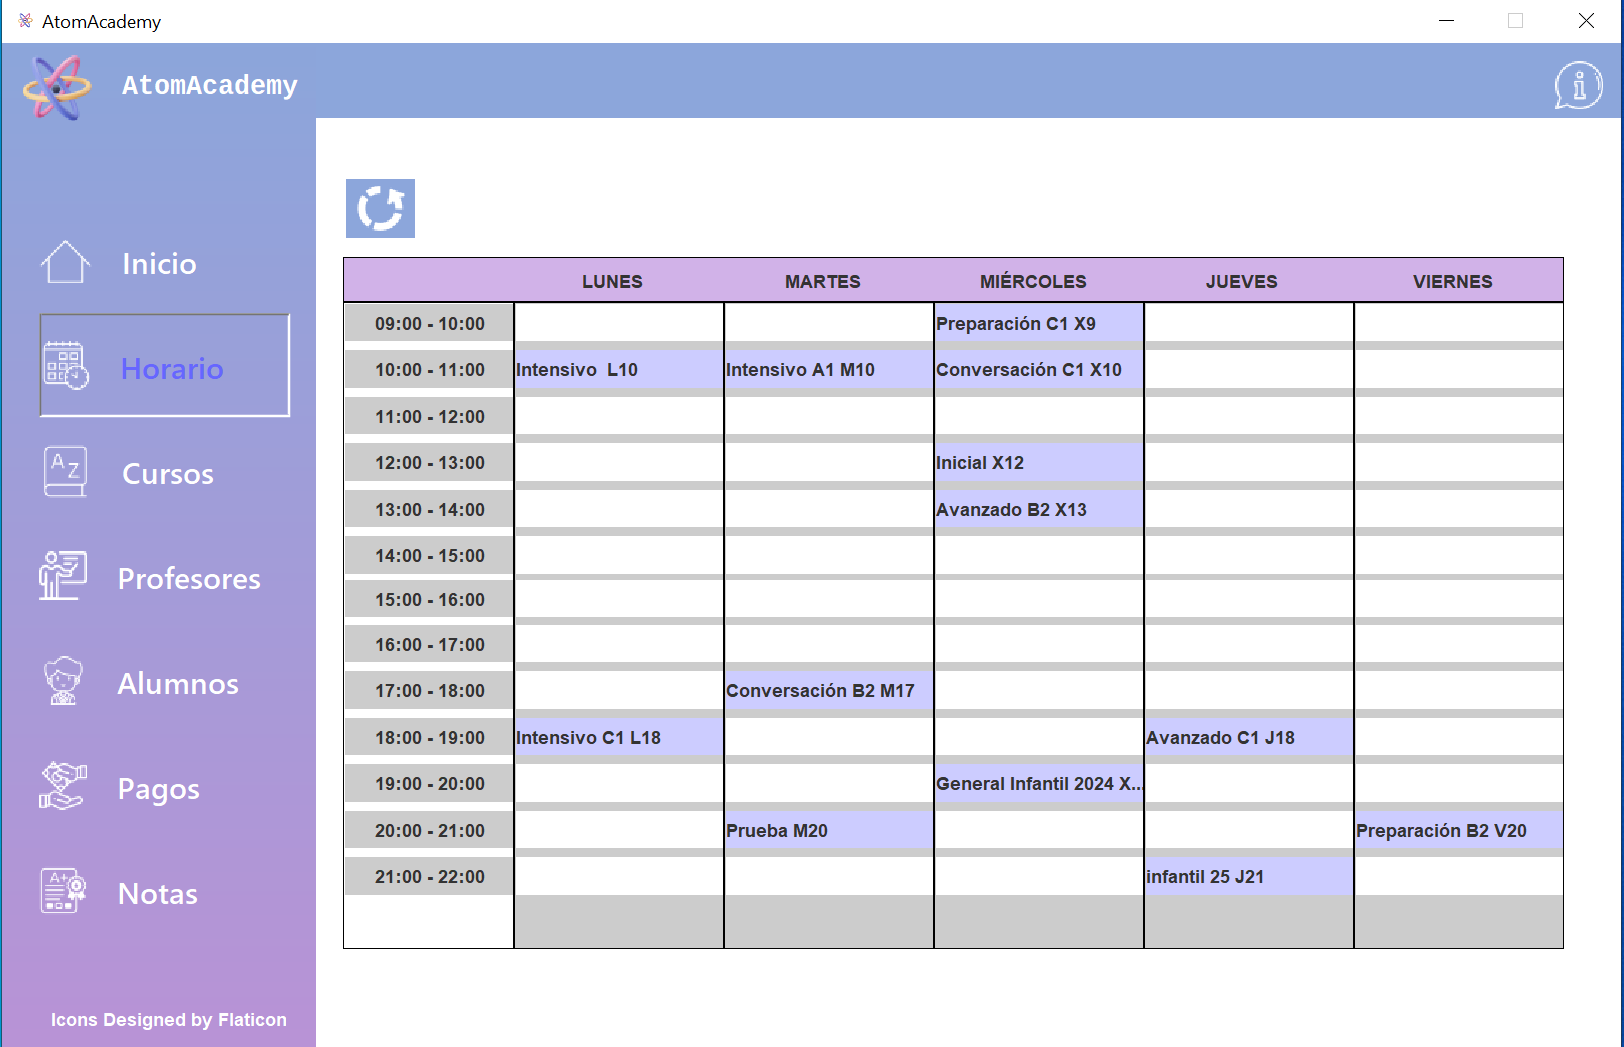 AtomAcademy
AtomAcademy
Inicio
Horario
Cursos
Profesores
Alumnos
Pagos
Notas
Icons Designed by Flaticon
LUNES MARTES MIÉRCOLES JUEVES VIERNES
09:00 - 10:00 Preparación C1 X9
10:00 - 11:00 Intensivo  L10 Intensivo A1 M10 Conversación C1 X10
11:00 - 12:00
12:00 - 13:00 Inicial X12
13:00 - 14:00 Avanzado B2 X13
14:00 - 15:00
15:00 - 16:00
16:00 - 17:00
17:00 - 18:00 Conversación B2 M17
18:00 - 19:00 Intensivo C1 L18 Avanzado C1 J18
19:00 - 20:00 General Infantil 2024 X...
20:00 - 21:00 Prueba M20 Preparación B2 V20
21:00 - 22:00 infantil 25 J21